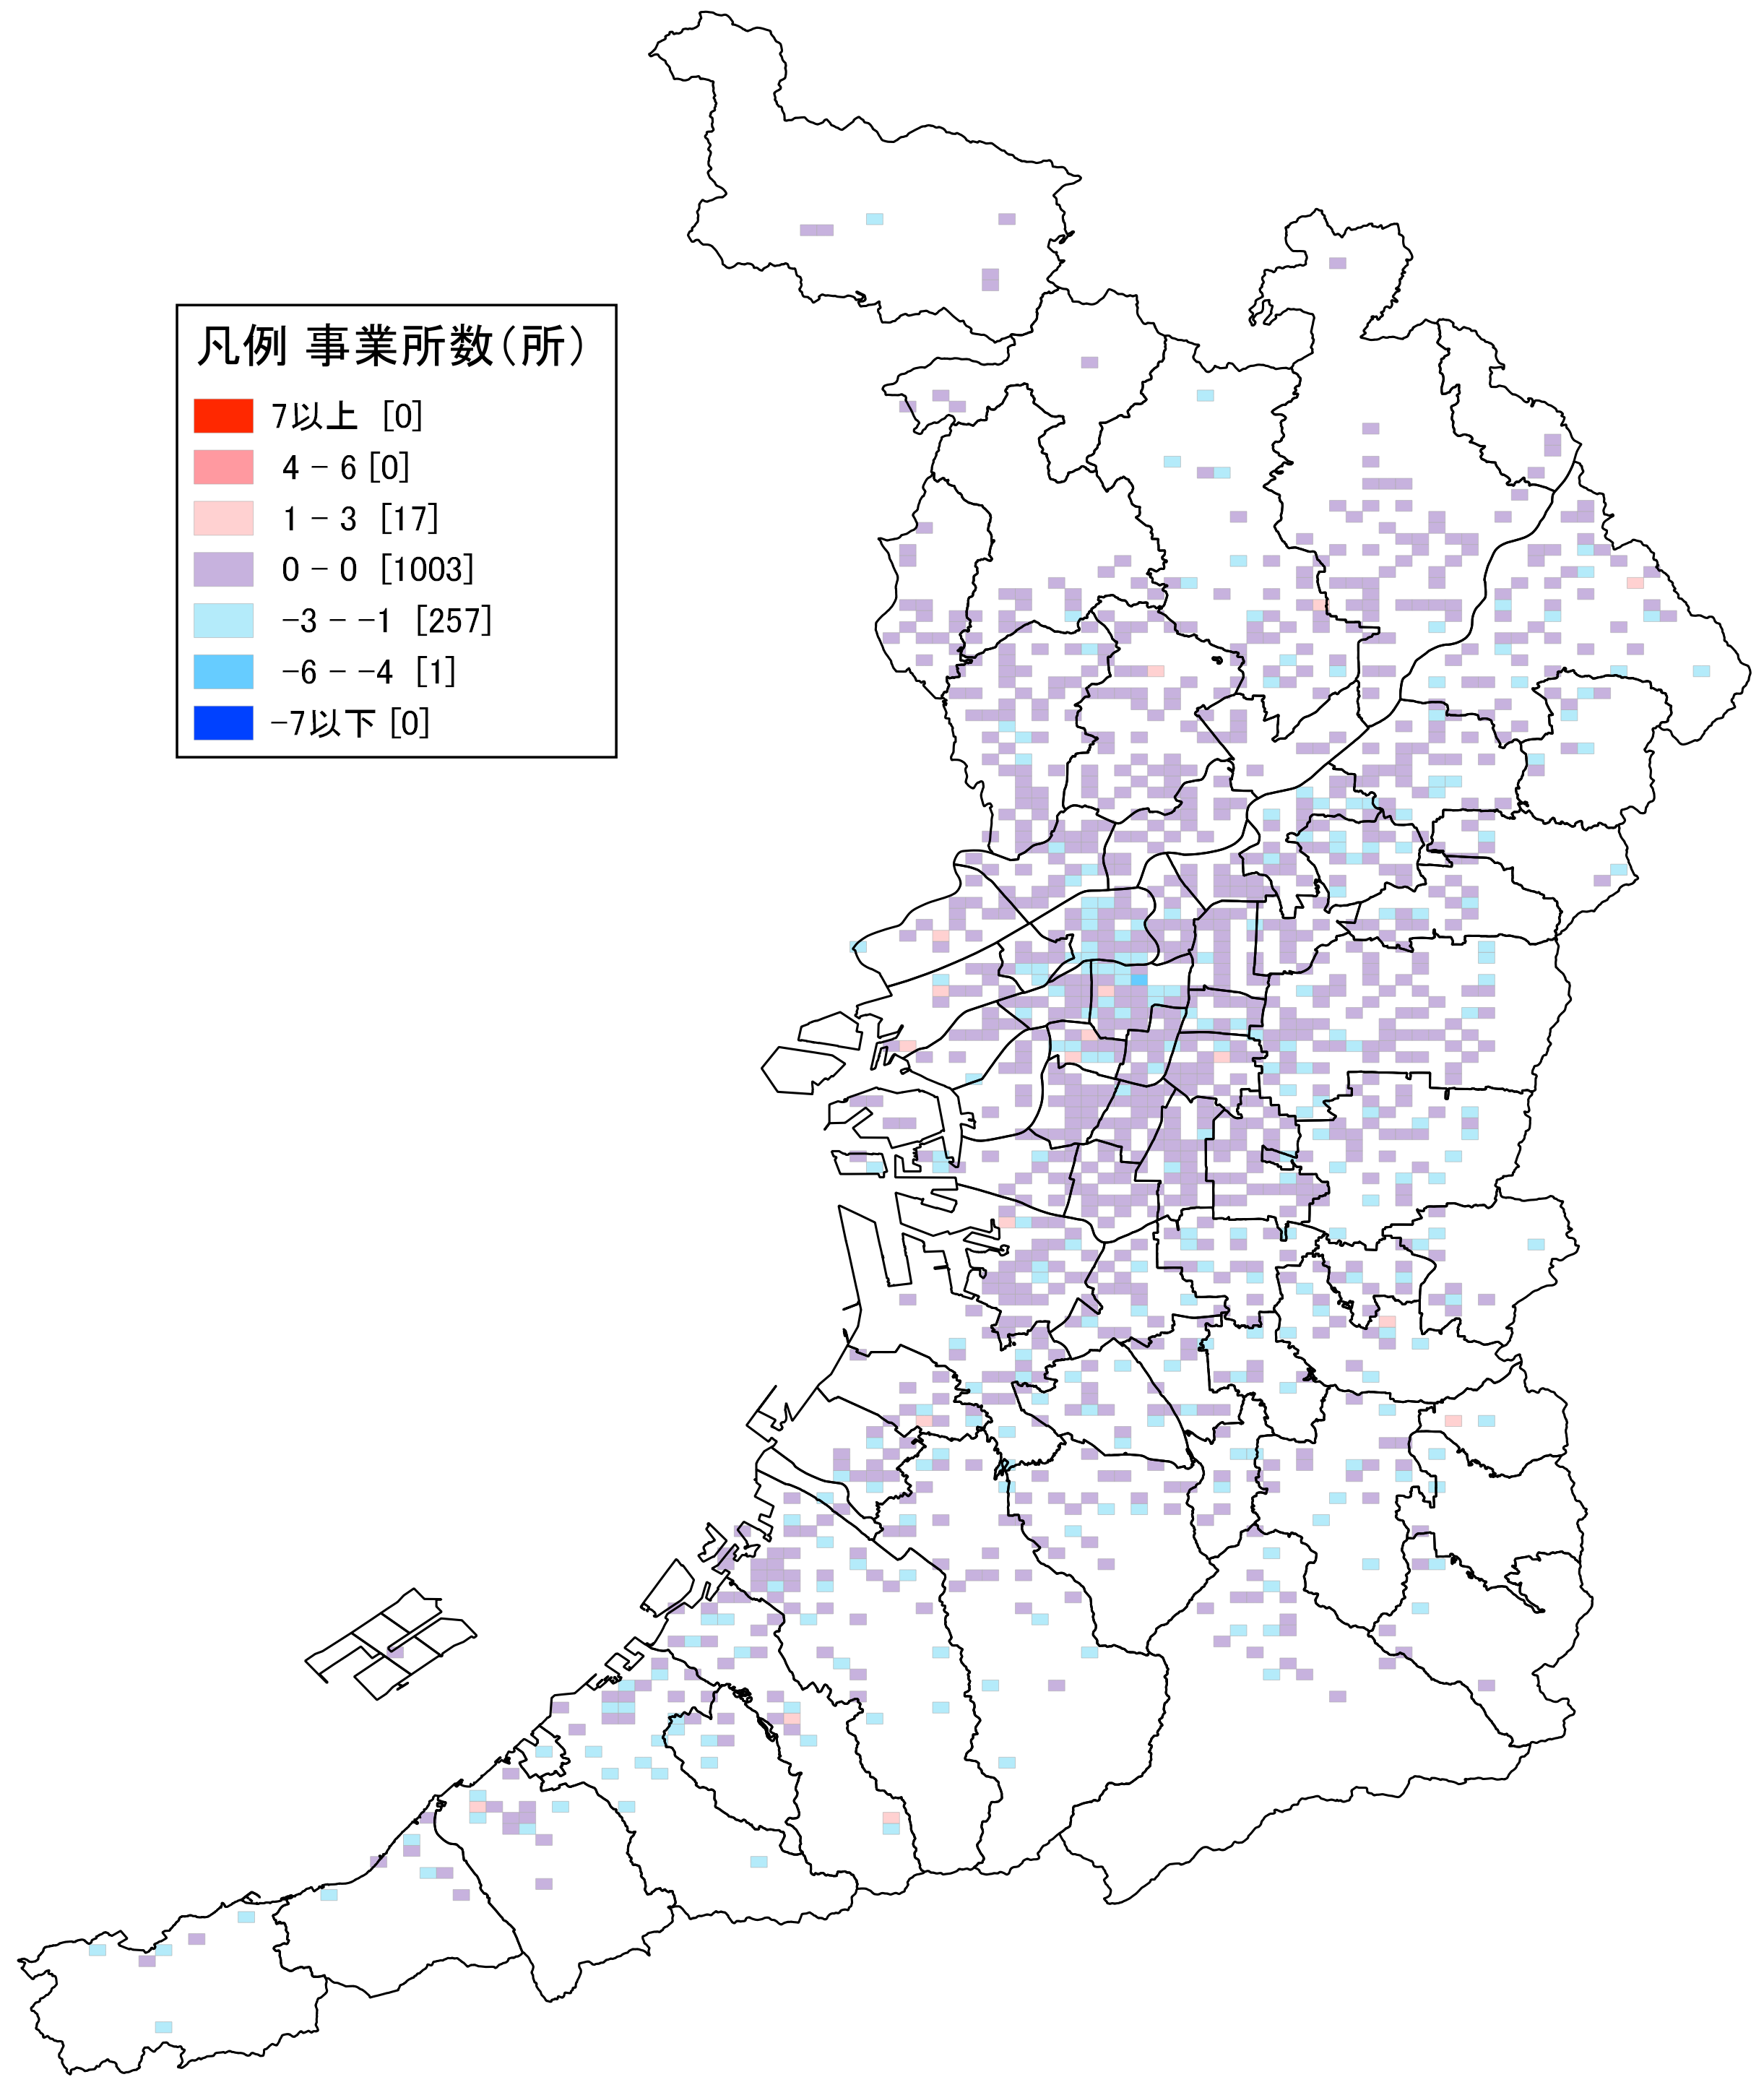 凡例 事業所数（所）
7以上 [0]
4 - 6 [0]
1 - 3 [17]
0 - 0 [1003]
-3 - -1 [257]
-6 - -4 [1]
-7以下 [0]